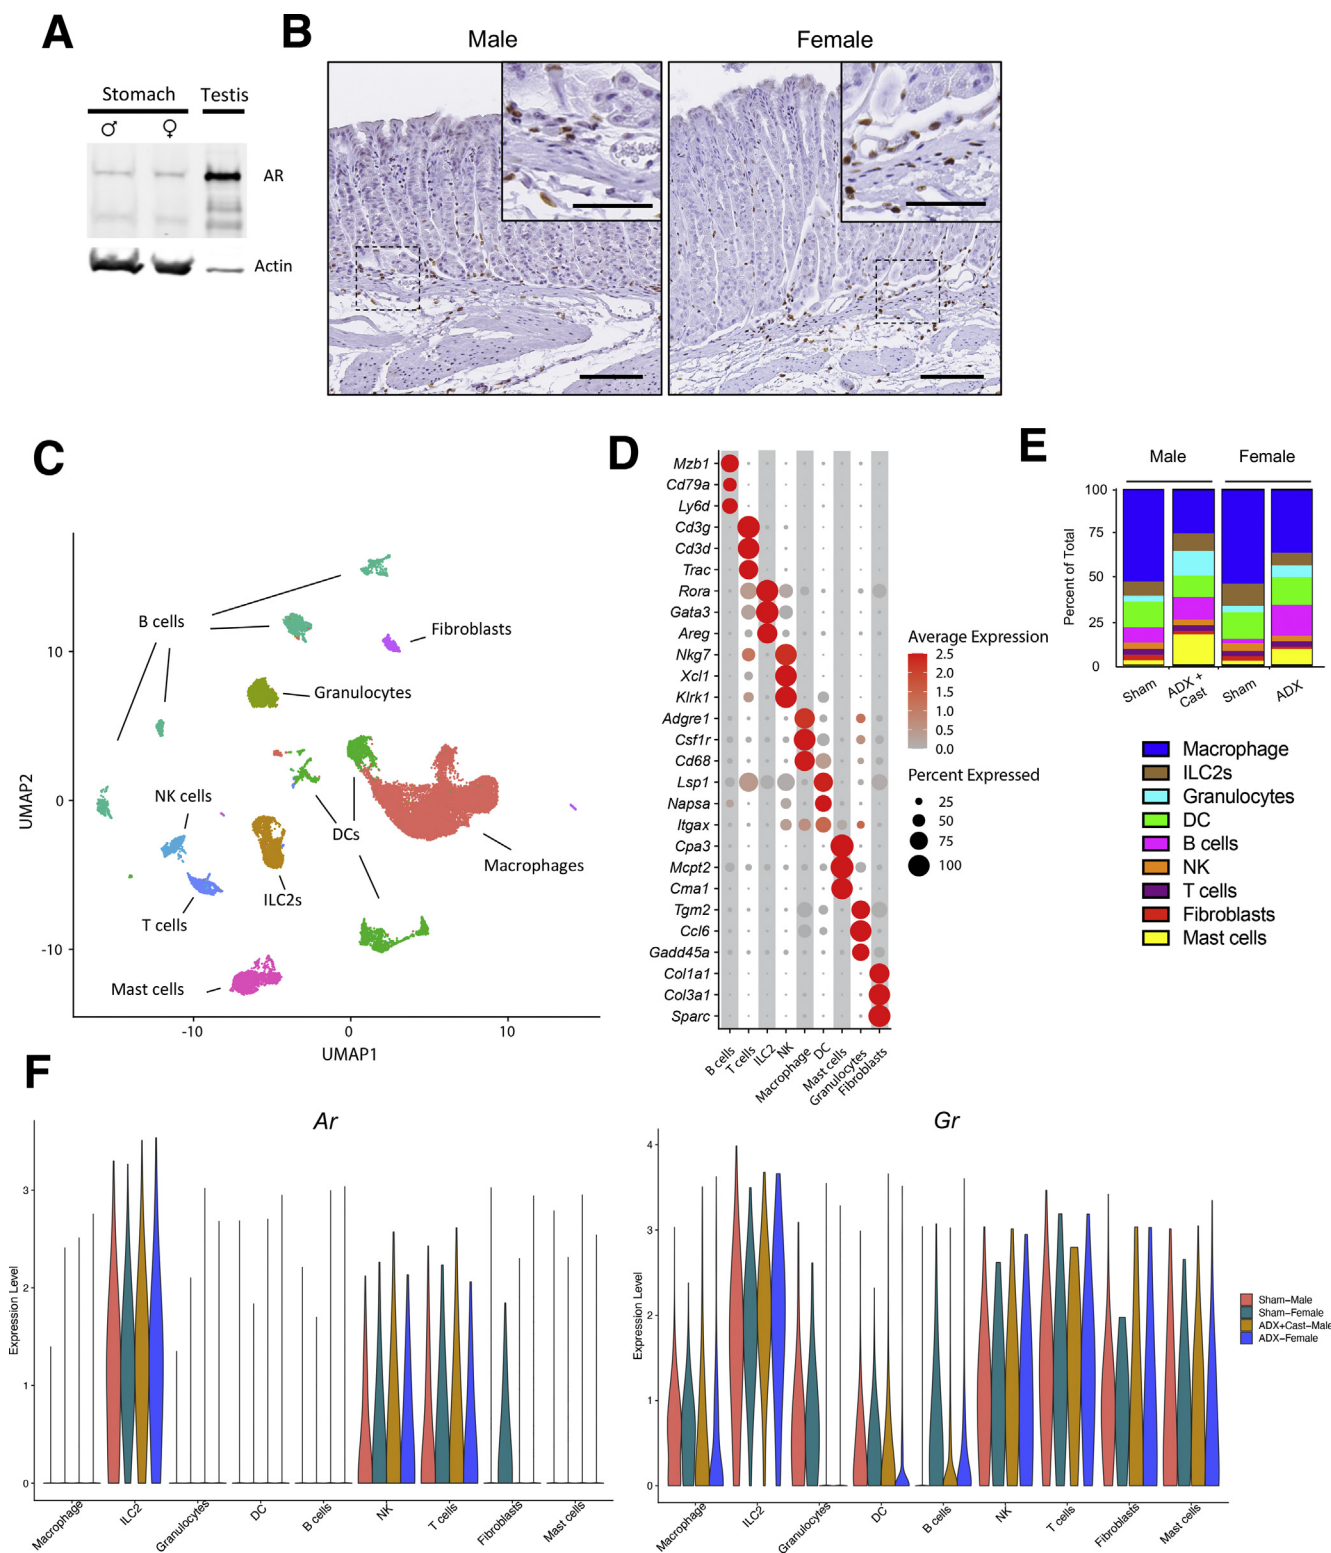 A
Stomach Testis
♂ ♀
AR
Actin
B
Male Female
C
UMAP2
10
0
-10
-10 0 10
UMAP1
B cells
Fibroblasts
Granulocytes
NK cells
DCs
Macrophages
ILC2s
T cells
Mast cells
D
Mzb1
Cd79a
Ly6d
Cd3g
Cd3d
Trac
Rora
Gata3
Areg
Nkg7
Xcl1
Klrk1
Adgre1
Csf1r
Cd68
Lsp1
Napsa
Itgax
Cpa3
Mcpt2
Cma1
Tgm2
Ccl6
Gadd45a
Col1a1
Col3a1
Sparc
B cells
T cells
ILC2
NK
Macrophage
DC
Mast cells
Granulocytes
Fibroblasts
Average Expression
2.5
2.0
1.5
1.0
0.5
0.0
Percent Expressed
25
50
75
100
E
Male Female
Percent of Total
100
75
50
25
0
Sham
ADX +
Cast
Sham
ADX
Macrophage
ILC2s
Granulocytes
DC
B cells
NK
T cells
Fibroblasts
Mast cells
F
Ar
Expression Level
3
2
1
0
Macrophage
ILC2
Granulocytes
DC
B cells
NK
T cells
Fibroblasts
Mast cells
Gr
Expression Level
4
3
2
1
0
Macrophage
ILC2
Granulocytes
DC
B cells
NK
T cells
Fibroblasts
Mast cells
Sham-Male
Sham-Female
ADX+Cast-Male
ADX-Female